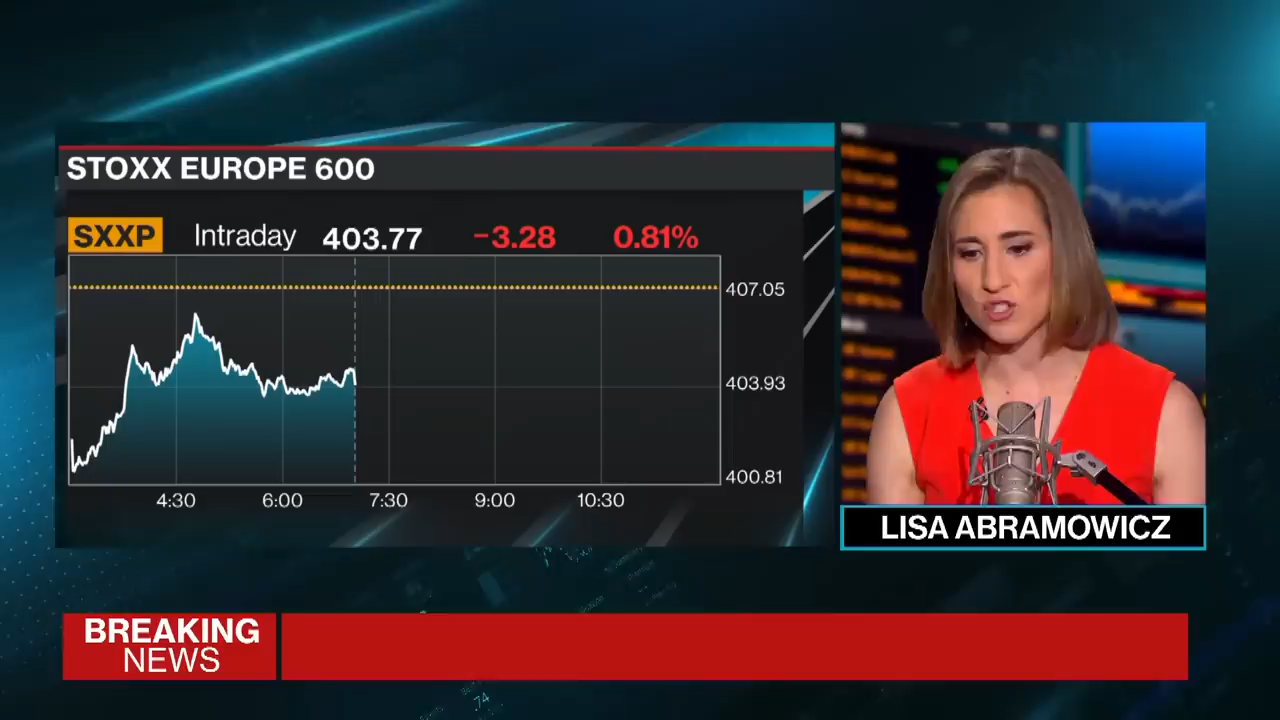 STOXX EUROPE 600
SXXP Intraday 403.77 -3.28 0.81%
407.05
403.93
400.81
4:30 6:00 7:30 9:00 10:30
LISA ABRAMOWICZ
BREAKING
NEWS
74